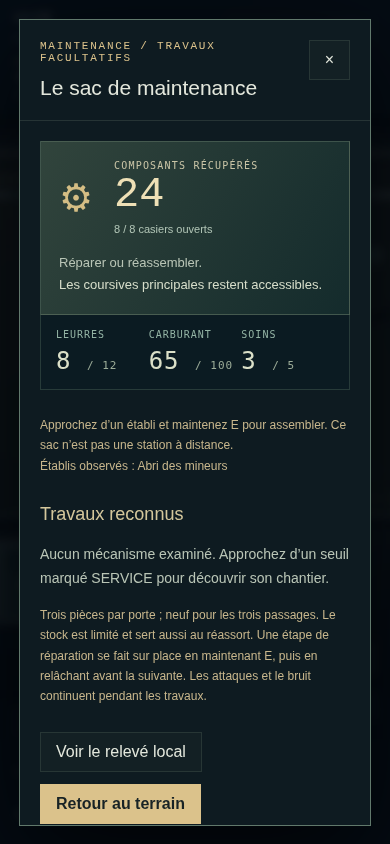 MAINTENANCE / TRAVAUX
FACULTATIFS
×
Le sac de maintenance
COMPOSANTS RÉCUPÉRÉS
24
8 / 8 casiers ouverts
Réparer ou réassembler.
Les coursives principales restent accessibles.
LEURRES CARBURANT SOINS
8 / 12 65 / 100 3 / 5
Approchez d’un établi et maintenez E pour assembler. Ce
sac n’est pas une station à distance.
Établis observés : Abri des mineurs
Travaux reconnus
Aucun mécanisme examiné. Approchez d’un seuil
marqué SERVICE pour découvrir son chantier.
Trois pièces par porte ; neuf pour les trois passages. Le
stock est limité et sert aussi au réassort. Une étape de
réparation se fait sur place en maintenant E, puis en
relâchant avant la suivante. Les attaques et le bruit
continuent pendant les travaux.
Voir le relevé local
Retour au terrain